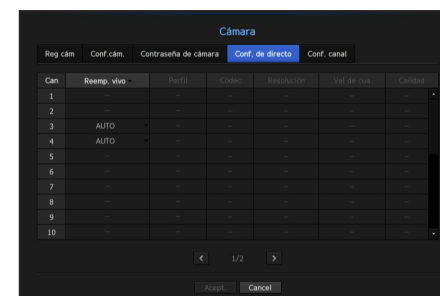 Cámara
Reg cám Conf.cám. Contraseña de cámara Conf. de directo Conf. canal
Can Reemp. vivo Perfil Códec Resolución Vel de cua Calidad
1 -- -- -- -- -- --
2 -- -- -- -- -- --
3 AUTO -- -- -- -- --
4 AUTO -- -- -- -- --
5 -- -- -- -- -- --
6 -- -- -- -- -- --
7 -- -- -- -- -- --
8 -- -- -- -- -- --
9 -- -- -- -- -- --
10 -- -- -- -- -- --
< 1/2 >
Acept. Cancel